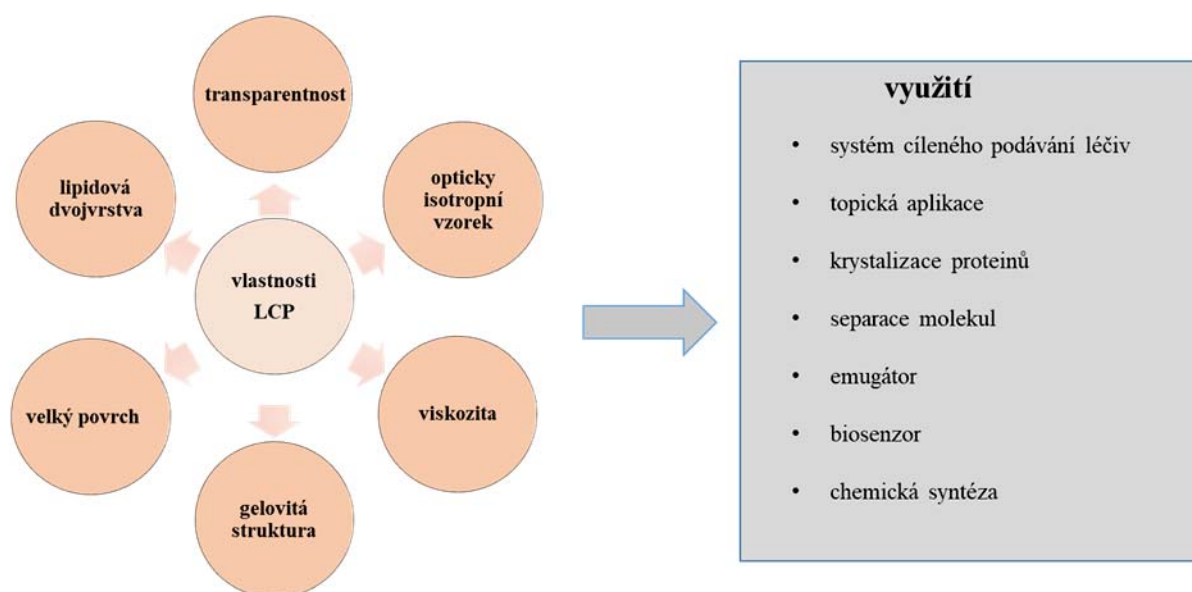 transparentnost
opticky
isotropní
vzorek
viskozita
gelovitá
struktura
velký povrch
lipidová
dvojvrstva
vlastnosti
LCP
využití
• systém cíleného podávání léčiv
• topická aplikace
• krystalizace proteinů
• separace molekul
• emugátor
• biosenzor
• chemická syntéza